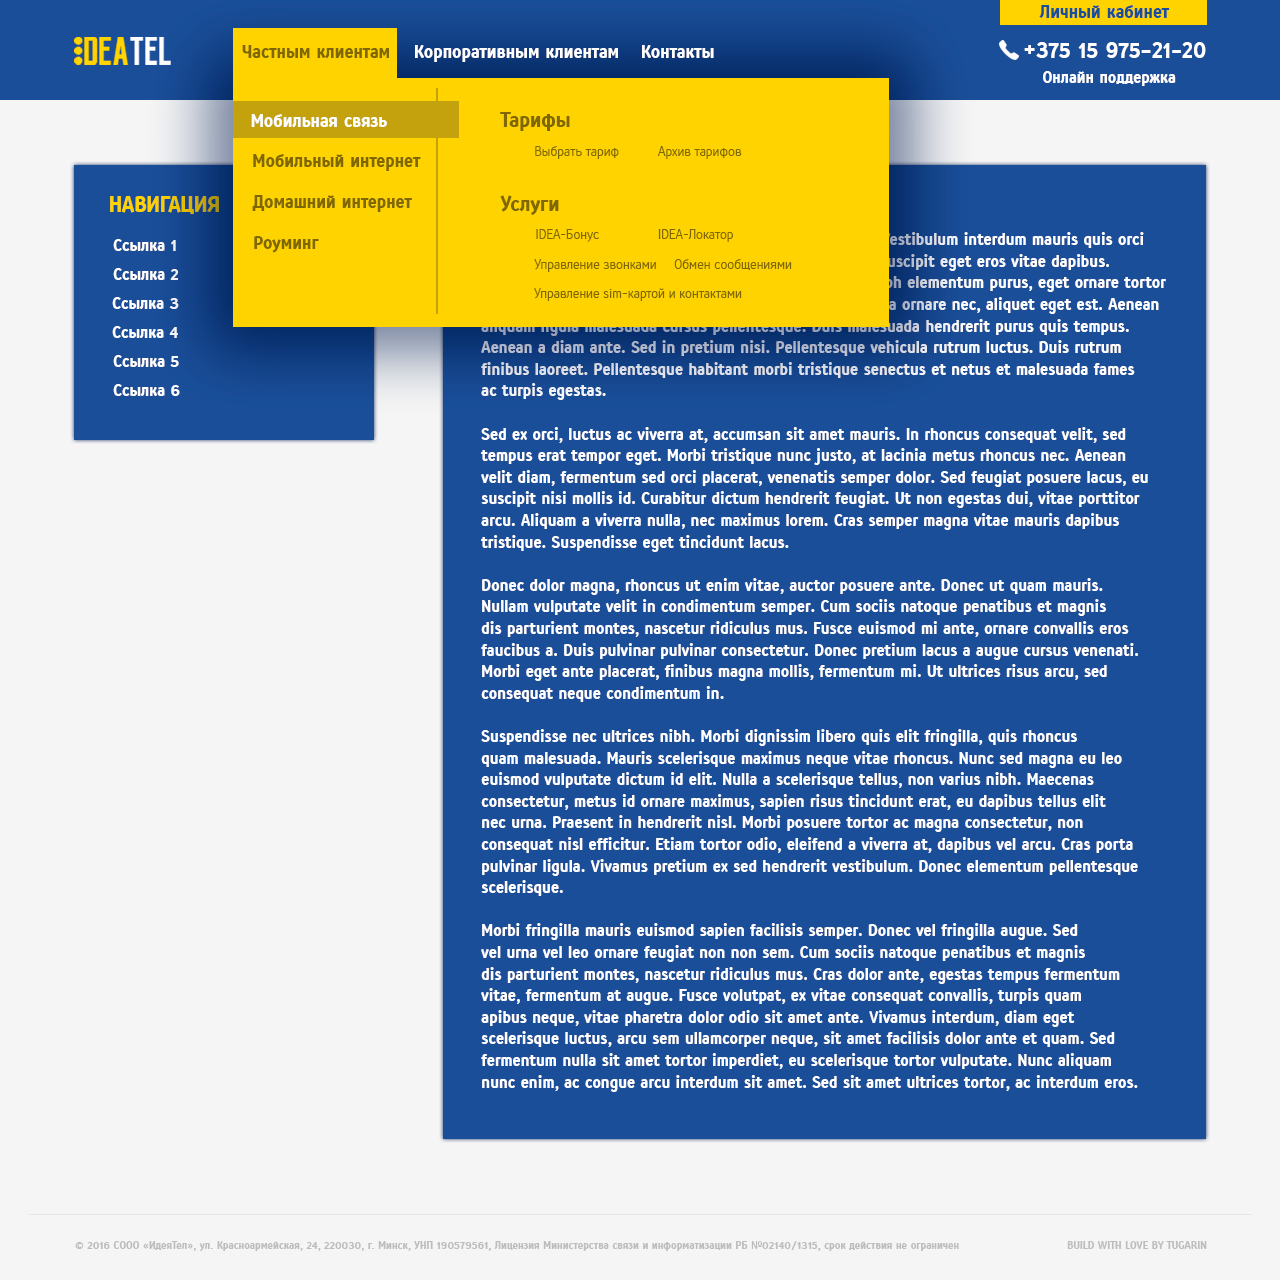 Личный кабинет
IDEATEL
Частным клиентам
Корпоративным клиентам
Контакты
+375 15 975-21-20
Онлайн поддержка
Мобильная связь
Мобильный интернет
Домашний интернет
Роуминг
Тарифы
Выбрать тариф
Архив тарифов
Услуги
IDEA-Бонус
IDEA-Локатор
Управление звонками
Обмен сообщениями
Управление sim-картой и контактами
НАВИГАЦИЯ
Ссылка 1
Ссылка 2
Ссылка 3
Ссылка 4
Ссылка 5
Ссылка 6
Vestibulum interdum mauris quis orci
suscipit eget eros vitae dapibus.
elementum purus, eget ornare tortor
ornare nec, aliquet eget est. Aenean
aliquam ligula malesuada cursus pellentesque. Duis malesuada hendrerit purus quis tempus.
Aenean a diam ante. Sed in pretium nisi. Pellentesque vehicula rutrum luctus. Duis rutrum
finibus laoreet. Pellentesque habitant morbi tristique senectus et netus et malesuada fames
ac turpis egestas.
Sed ex orci, luctus ac viverra at, accumsan sit amet mauris. In rhoncus consequat velit, sed
tempus erat tempor eget. Morbi tristique nunc justo, at lacinia metus rhoncus nec. Aenean
velit diam, fermentum sed orci placerat, venenatis semper dolor. Sed feugiat posuere lacus, eu
suscipit nisi mollis id. Curabitur dictum hendrerit feugiat. Ut non egestas dui, vitae porttitor
arcu. Aliquam a viverra nulla, nec maximus lorem. Cras semper magna vitae mauris dapibus
tristique. Suspendisse eget tincidunt lacus.
Donec dolor magna, rhoncus ut enim vitae, auctor posuere ante. Donec ut quam mauris.
Nullam vulputate velit in condimentum semper. Cum sociis natoque penatibus et magnis
dis parturient montes, nascetur ridiculus mus. Fusce euismod mi ante, ornare convallis eros
faucibus a. Duis pulvinar pulvinar consectetur. Donec pretium lacus a augue cursus venenati.
Morbi eget ante placerat, finibus magna mollis, fermentum mi. Ut ultrices risus arcu, sed
consequat neque condimentum in.
Suspendisse nec ultrices nibh. Morbi dignissim libero quis elit fringilla, quis rhoncus
quam malesuada. Mauris scelerisque maximus neque vitae rhoncus. Nunc sed magna eu leo
euismod vulputate dictum id elit. Nulla a scelerisque tellus, non varius nibh. Maecenas
consectetur, metus id ornare maximus, sapien risus tincidunt erat, eu dapibus tellus elit
nec urna. Praesent in hendrerit nisl. Morbi posuere tortor ac magna consectetur, non
consequat nisl efficitur. Etiam tortor odio, eleifend a viverra at, dapibus vel arcu. Cras porta
pulvinar ligula. Vivamus pretium ex sed hendrerit vestibulum. Donec elementum pellentesque
scelerisque.
Morbi fringilla mauris euismod sapien facilisis semper. Donec vel fringilla augue. Sed
vel urna vel leo ornare feugiat non non sem. Cum sociis natoque penatibus et magnis
dis parturient montes, nascetur ridiculus mus. Cras dolor ante, egestas tempus fermentum
vitae, fermentum at augue. Fusce volutpat, ex vitae consequat convallis, turpis quam
apibus neque, vitae pharetra dolor odio sit amet ante. Vivamus interdum, diam eget
scelerisque luctus, arcu sem ullamcorper neque, sit amet facilisis dolor ante et quam. Sed
fermentum nulla sit amet tortor imperdiet, eu scelerisque tortor vulputate. Nunc aliquam
nunc enim, ac congue arcu interdum sit amet. Sed sit amet ultrices tortor, ac interdum eros.
© 2016 СООО «ИдеяТел», ул. Красноармейская, 24, 220030, г. Минск, УНП 190579561, Лицензия Министерства связи и информатизации РБ №02140/1315, срок действия не ограничен
BUILD WITH LOVE BY TUGARIN